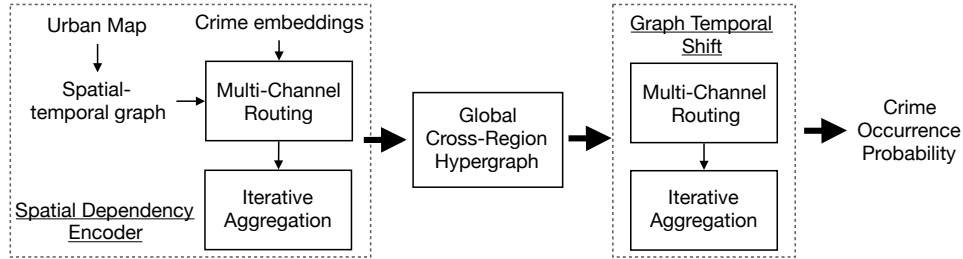 Urban Map
Crime embeddings
Spatial-
temporal graph
Multi-Channel
Routing
Iterative
Aggregation
Spatial Dependency
Encoder
Global
Cross-Region
Hypergraph
Graph Temporal
Shift
Multi-Channel
Routing
Iterative
Aggregation
Crime
Occurrence
Probability